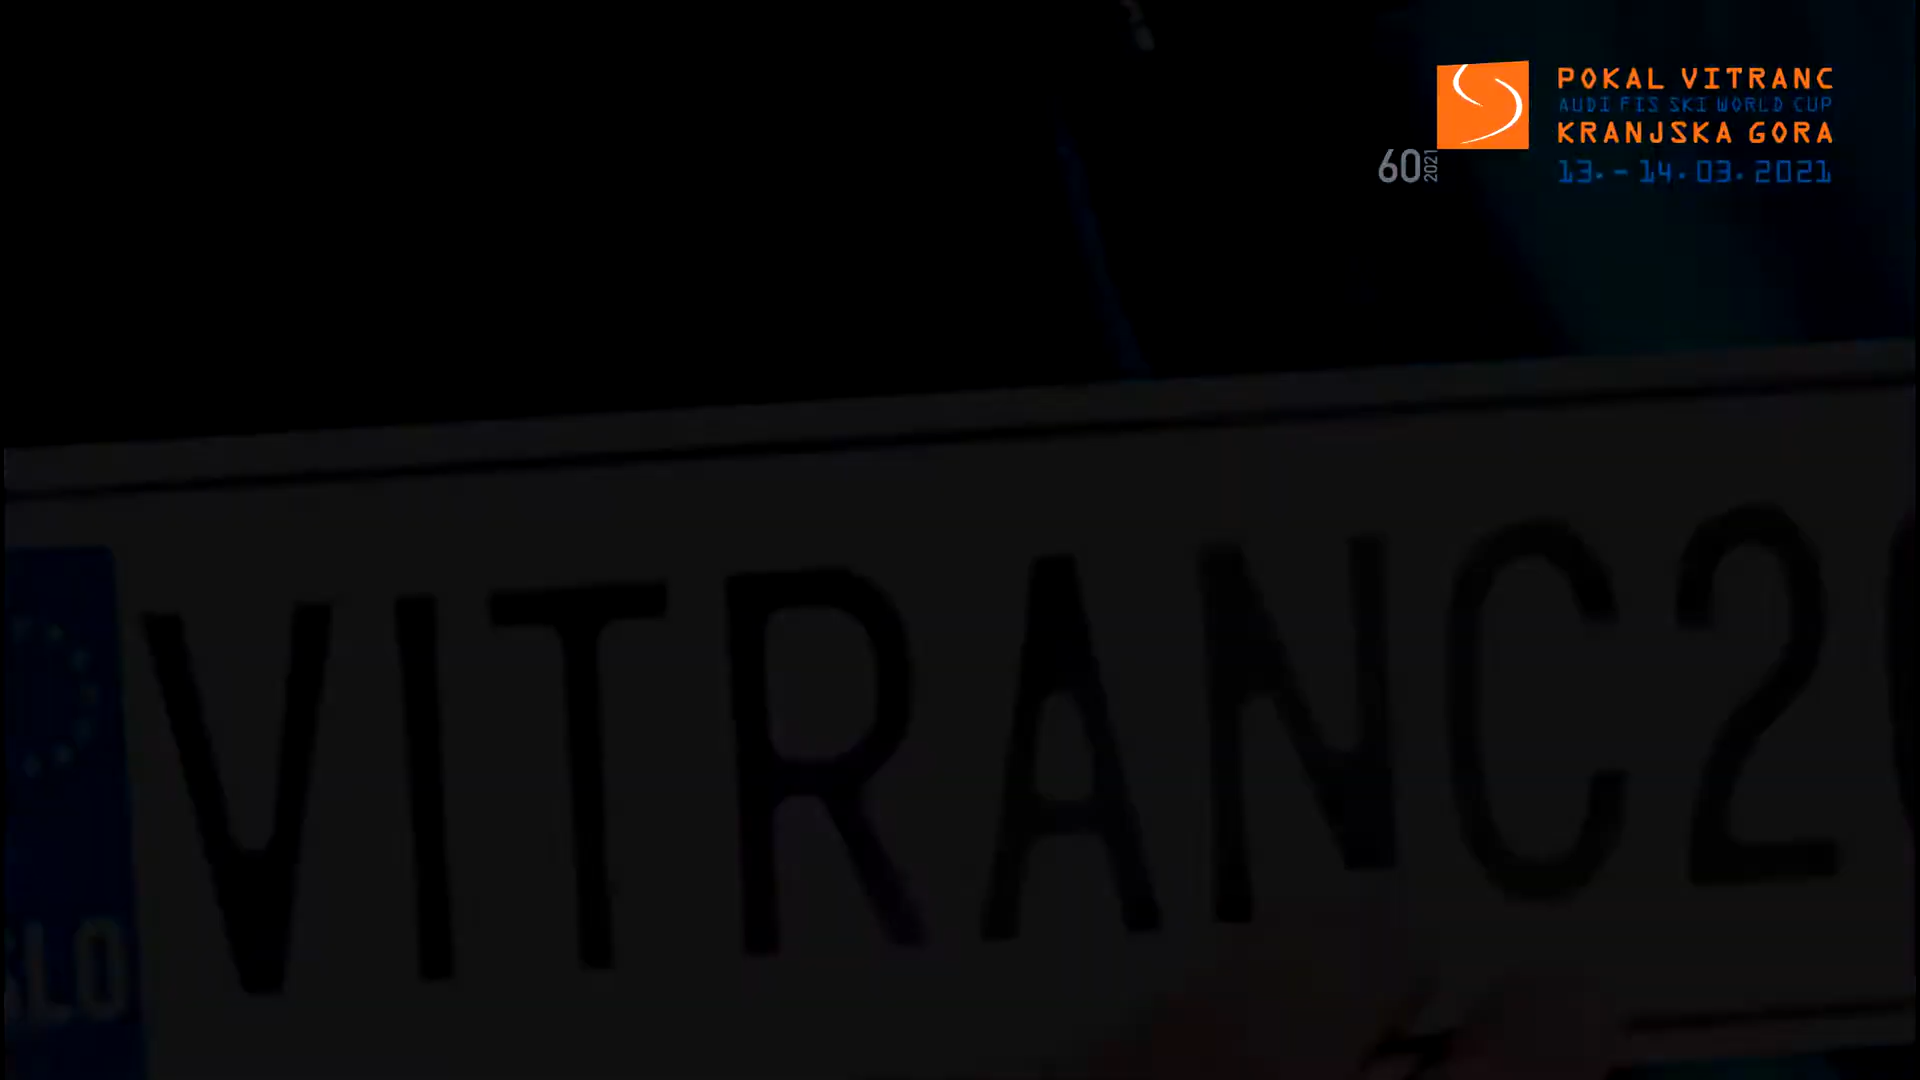 POKAL VITRANC
AUDI FIS SKI WORLD CUP
KRANJSKA GORA
60 2021
13.-14.03.2021
VITRANC2
SLO